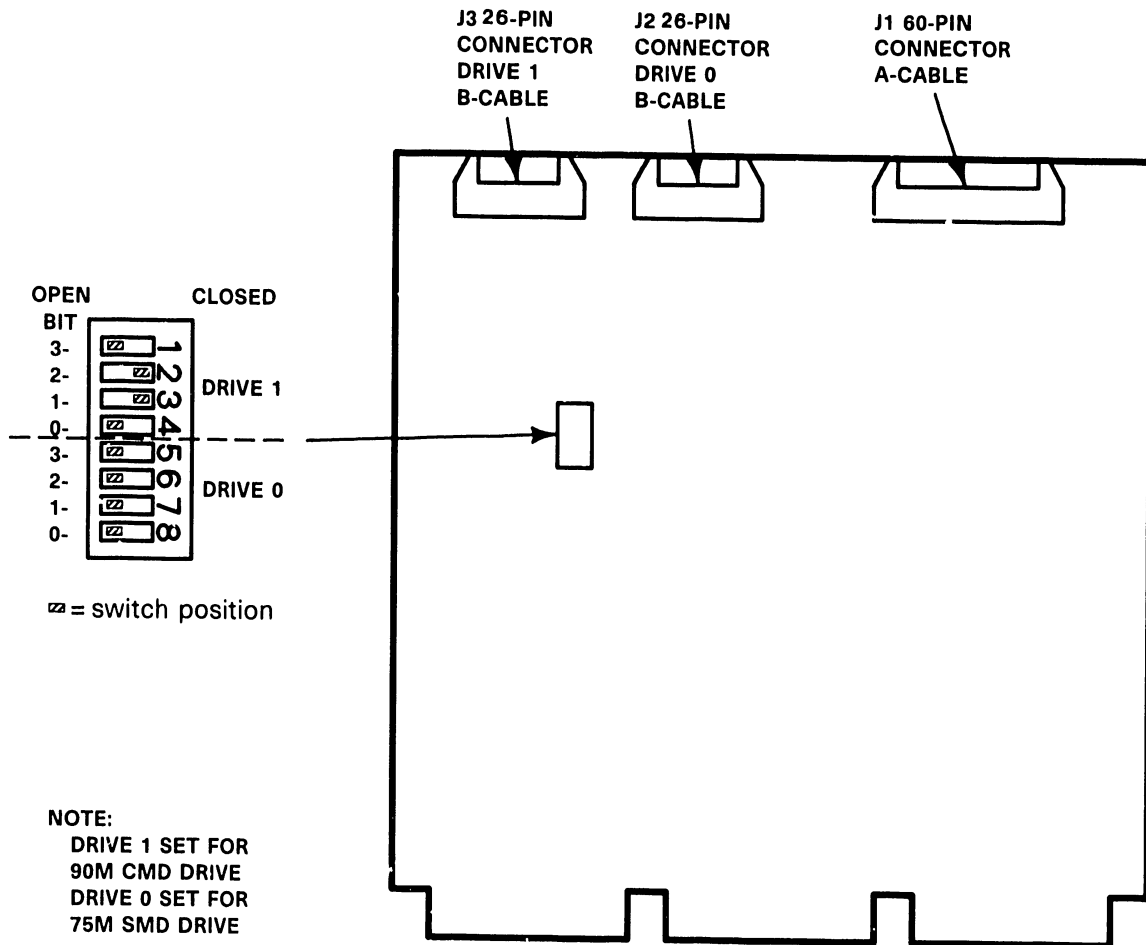 J3 26-PIN
CONNECTOR
DRIVE 1
B-CABLE
J2 26-PIN
CONNECTOR
DRIVE 0
B-CABLE
J1 60-PIN
CONNECTOR
A-CABLE
OPEN
CLOSED
BIT
3- 1
2- 2
1- 3
0- 4
DRIVE 1
3- 5
2- 6
1- 7
0- 8
DRIVE 0
= switch position
NOTE:
DRIVE 1 SET FOR
90M CMD DRIVE
DRIVE 0 SET FOR
75M SMD DRIVE